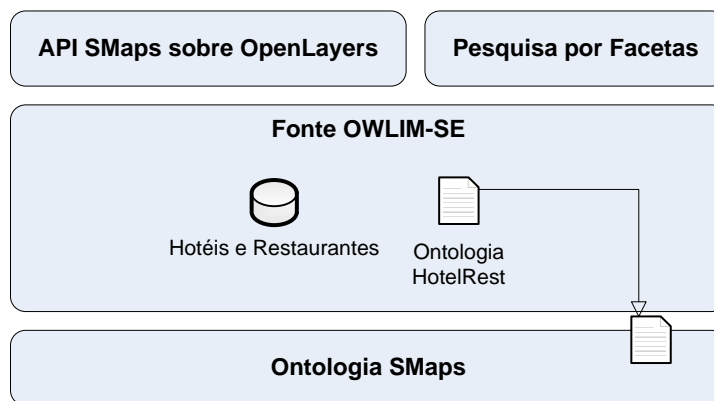 API SMaps sobre OpenLayers
Pesquisa por Facetas
Fonte OWLIM-SE
Hotéis e Restaurantes
Ontologia
HotelRest
Ontologia SMaps